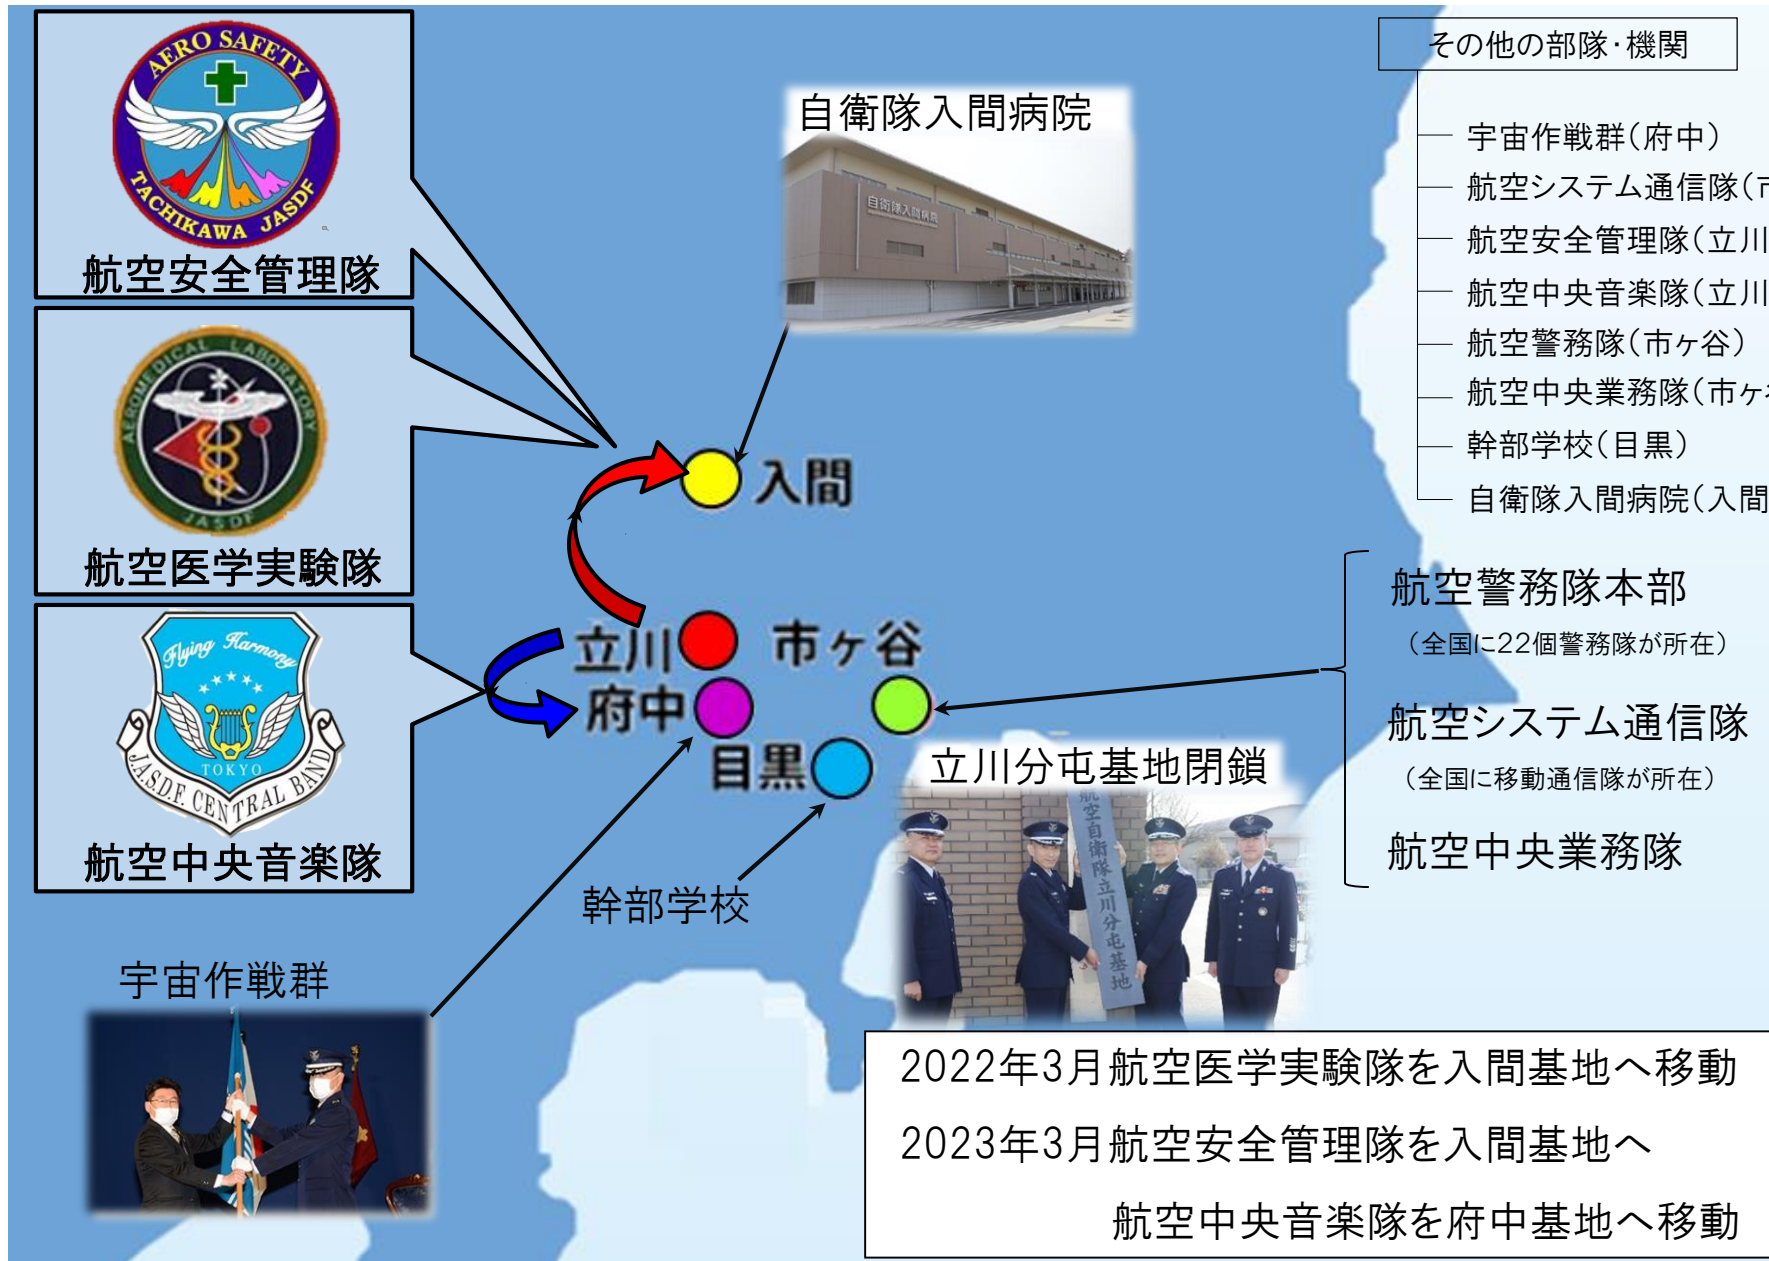 AERO SAFETY
TACHIKAWA JASDF
航空安全管理隊
AEROMEDICAL LABORATORY
JASDF
航空医学実験隊
Flying Harmony
TOKYO
J.A.S.D.F. CENTRAL BAND
航空中央音楽隊
自衛隊入間病院
自衛隊入間病院
入間
立川
市ヶ谷
府中
目黒
幹部学校
宇宙作戦群
立川分屯基地閉鎖
航空自衛隊立川分屯基地
その他の部隊・機関
宇宙作戦群(府中)
航空システム通信隊(市
航空安全管理隊(立川
航空中央音楽隊(立川
航空警務隊(市ヶ谷)
航空中央業務隊(市ヶ谷
幹部学校(目黒)
自衛隊入間病院(入間
航空警務隊本部
(全国に22個警務隊が所在)
航空システム通信隊
(全国に移動通信隊が所在)
航空中央業務隊
2022年3月航空医学実験隊を入間基地へ移動
2023年3月航空安全管理隊を入間基地へ
航空中央音楽隊を府中基地へ移動